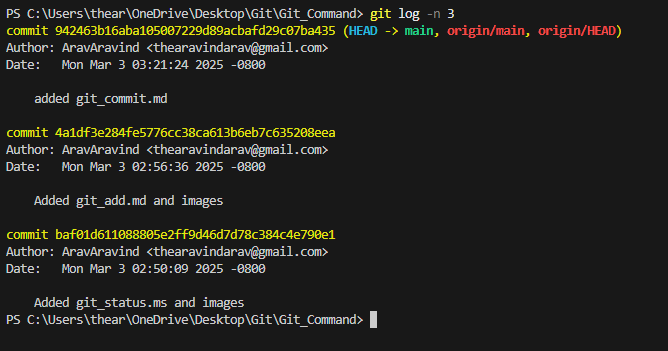 PS C:\Users\thear\OneDrive\Desktop\Git\Git_Command> git log -n 3
commit 942463b16aba105007229d89acbafd29c07ba435 (HEAD -> main, origin/main, origin/HEAD)
Author: AravAravind <thearavindarav@gmail.com>
Date:   Mon Mar 3 03:21:24 2025 -0800
    added git_commit.md
commit 4a1df3e284fe5776cc38ca613b6eb7c635208eea
Author: AravAravind <thearavindarav@gmail.com>
Date:   Mon Mar 3 02:56:36 2025 -0800
    Added git_add.md and images
commit baf01d611088805e2ff9d46d7d78c384c4e790e1
Author: AravAravind <thearavindarav@gmail.com>
Date:   Mon Mar 3 02:50:09 2025 -0800
    Added git_status.ms and images
PS C:\Users\thear\OneDrive\Desktop\Git\Git_Command>